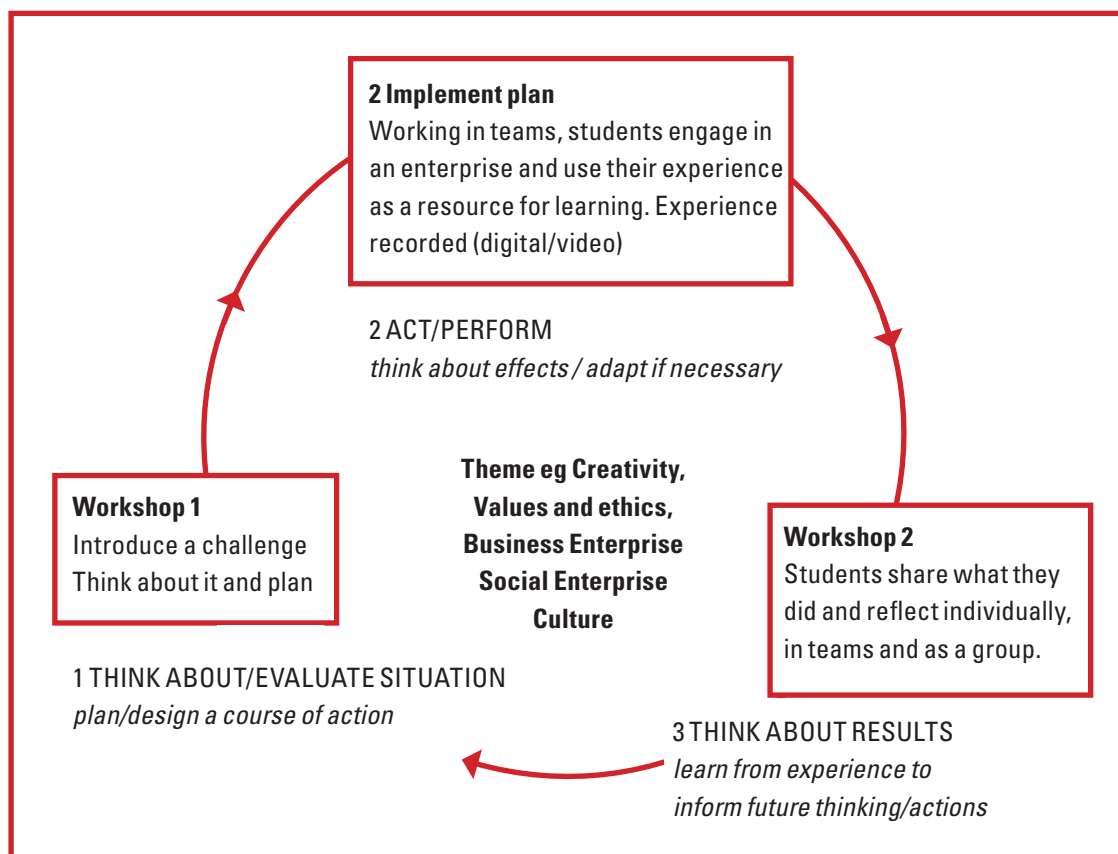 2 Implement plan
Working in teams, students engage in
an enterprise and use their experience
as a resource for learning. Experience
recorded (digital/video)
2 ACT/PERFORM
think about effects / adapt if necessary
Theme eg Creativity,
Values and ethics,
Business Enterprise
Social Enterprise
Culture
Workshop 1
Introduce a challenge
Think about it and plan
1 THINK ABOUT/EVALUATE SITUATION
plan/design a course of action
Workshop 2
Students share what they
did and reflect individually,
in teams and as a group.
3 THINK ABOUT RESULTS
learn from experience to
inform future thinking/actions